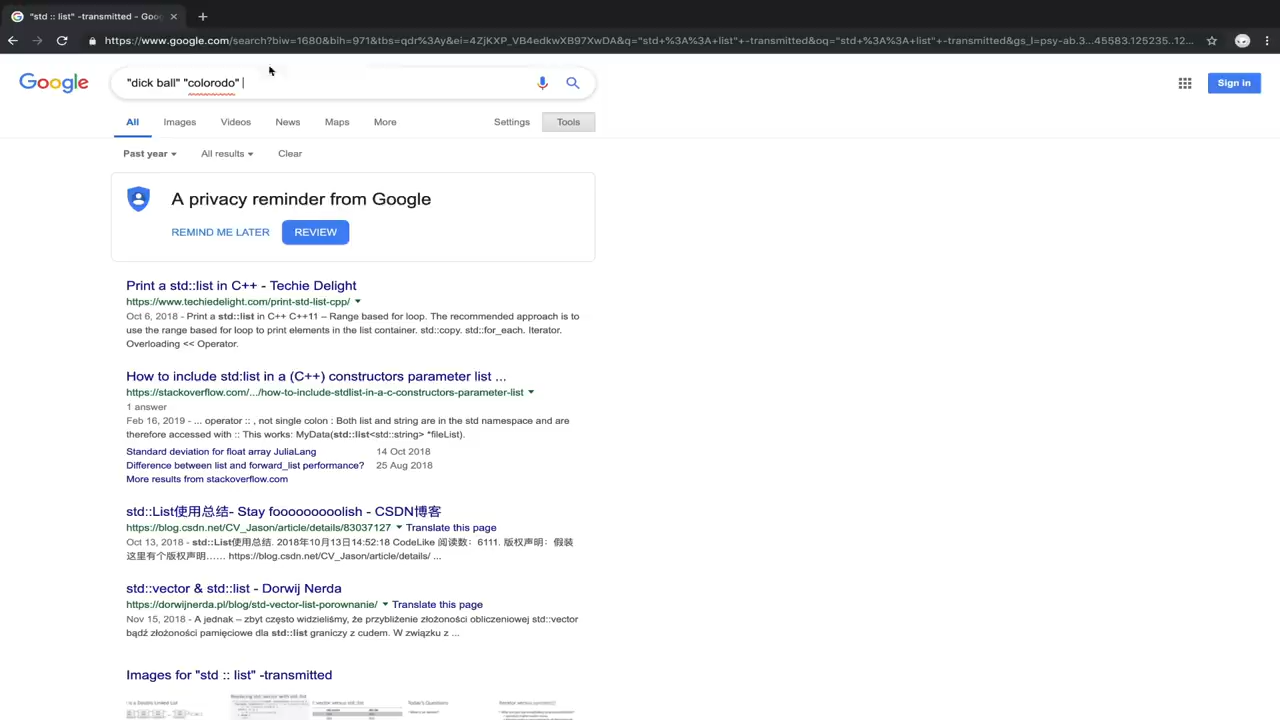 "std :: list" -transmitted - Goo
https://www.google.com/search?biw=1680&bih=971&tbs=qdr%3Ay&ei=4ZjKXP_VB4edkwXB97XwDA&q="std+%3A%3A+list"+-transmitted&oq="std+%3A%3A+list"+-transmitted&gs_l=psy-ab.3...45583.125235..12...
Google
"dick ball" "colorodo"
Sign in
All Images Videos News Maps More Settings Tools
Past year All results Clear
A privacy reminder from Google
REMIND ME LATER REVIEW
Print a std::list in C++ - Techie Delight
https://www.techiedelight.com/print-std-list-cpp/
Oct 6, 2018 - Print a std::list in C++ C++11 – Range based for loop. The recommended approach is to
use the range based for loop to print elements in the list container. std::copy. std::for_each. Iterator.
Overloading << Operator.
How to include std:list in a (C++) constructors parameter list ...
https://stackoverflow.com/.../how-to-include-stdlist-in-a-c-constructors-parameter-list
1 answer
Feb 16, 2019 - ... operator :: , not single colon : Both list and string are in the std namespace and are
therefore accessed with :: This works: MyData(std::list<std::string> *fileList).
Standard deviation for float array JuliaLang 14 Oct 2018
Difference between list and forward_list performance? 25 Aug 2018
More results from stackoverflow.com
std::List使用总结- Stay fooooooooolish - CSDN博客
https://blog.csdn.net/CV_Jason/article/details/83037127 Translate this page
Oct 13, 2018 - std::List使用总结. 2018年10月13日14:52:18 CodeLike 阅读数：6111. 版权声明：假装
这里有个版权声明…… https://blog.csdn.net/CV_Jason/article/details/ ...
std::vector & std::list - Dorwij Nerda
https://dorwijnerda.pl/blog/std-vector-list-porownanie/ Translate this page
Nov 15, 2018 - A jednak – zbyt często widzieliśmy, że przybliżenie złożoności obliczeniowej std::vector
bądź złożoności pamięciowe dla std::list graniczy z cudem. W związku z ...
Images for "std :: list" -transmitted